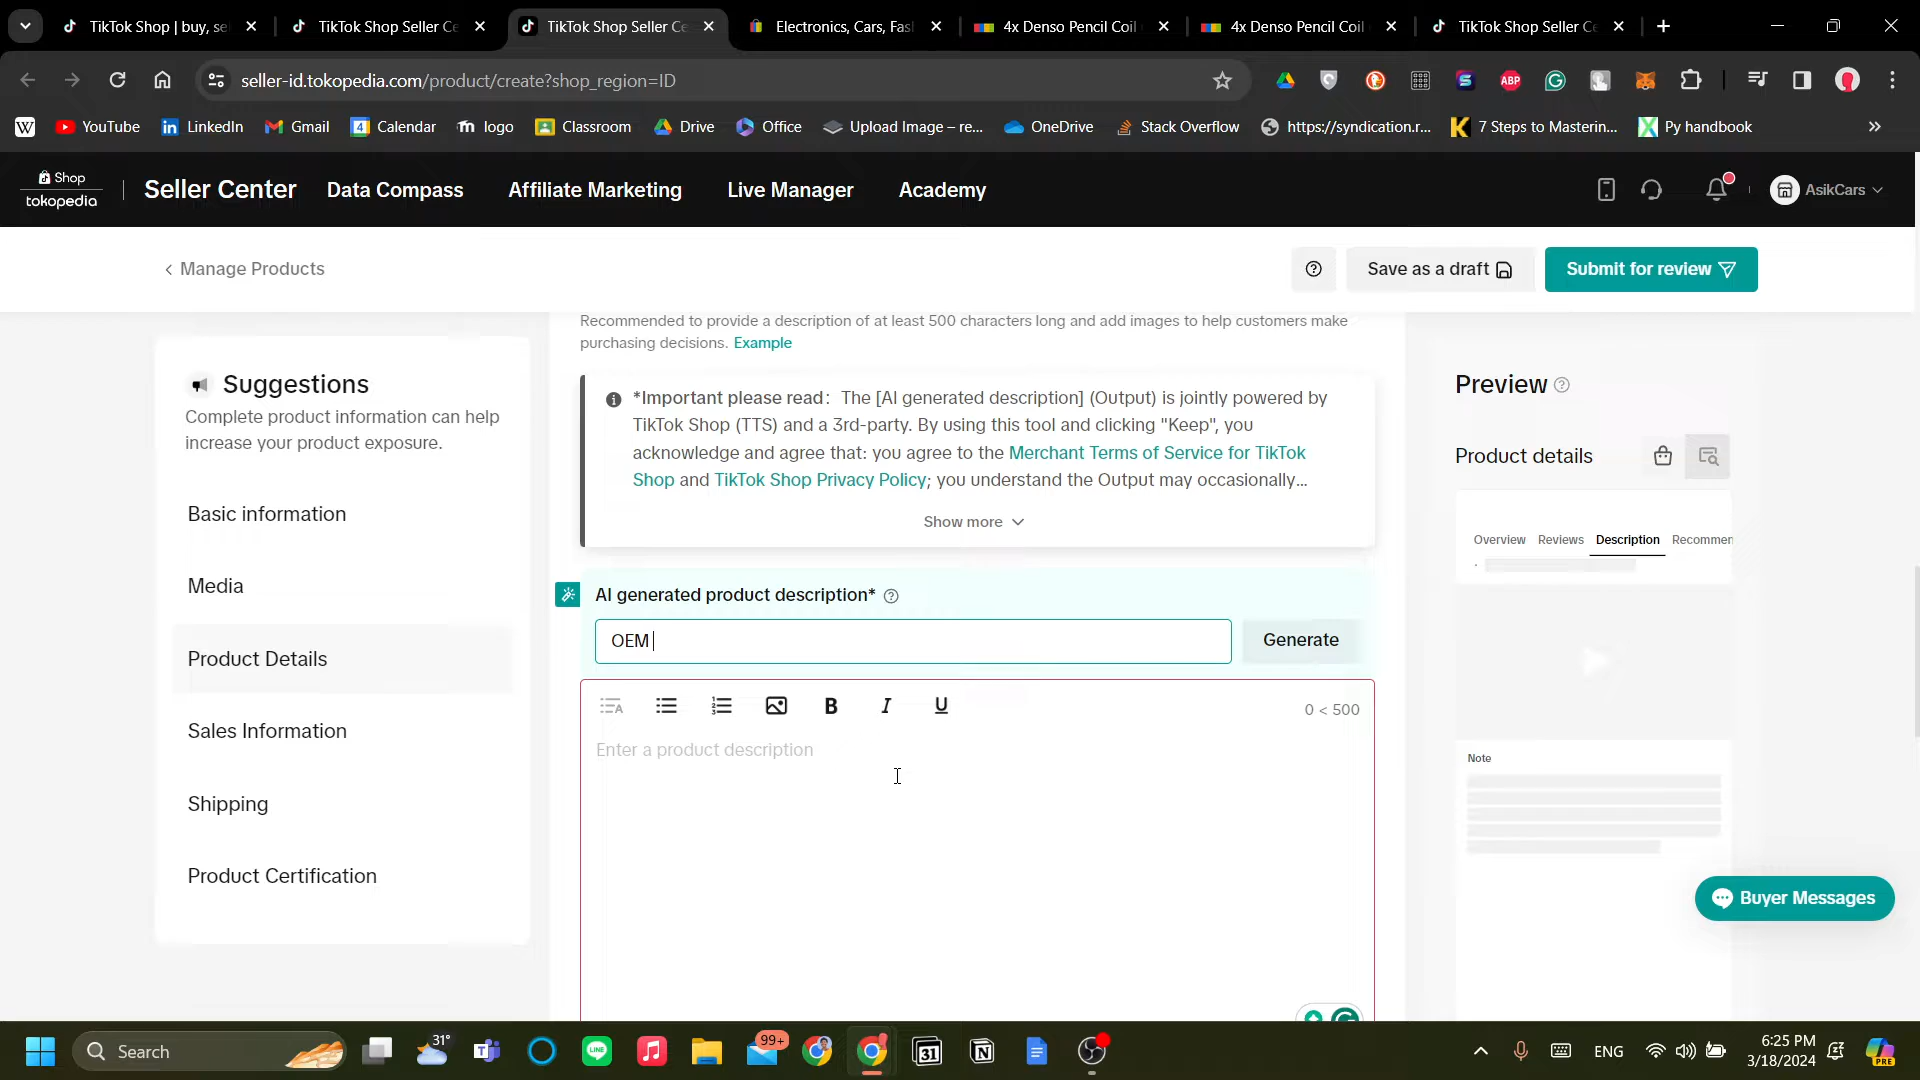 TikTok Shop | buy, se
TikTok Shop Seller Ce
TikTok Shop Seller Ce
Electronics, Cars, Fas
4x Denso Pencil Coil
4x Denso Pencil Coil
TikTok Shop Seller Ce
seller-id.tokopedia.com/product/create?shop_region=ID
ABP
W YouTube LinkedIn Gmail Calendar logo Classroom Drive Office Upload Image – re... OneDrive Stack Overflow https://syndication.r... 7 Steps to Masterin... Py handbook
Shop
tokopedia
Seller Center
Data Compass
Affiliate Marketing
Live Manager
Academy
AsikCars
Manage Products
Save as a draft
Submit for review
Suggestions
Complete product information can help
increase your product exposure.
Basic information
Media
Product Details
Sales Information
Shipping
Product Certification
Recommended to provide a description of at least 500 characters long and add images to help customers make
purchasing decisions. Example
*Important please read: The [AI generated description] (Output) is jointly powered by
TikTok Shop (TTS) and a 3rd-party. By using this tool and clicking "Keep", you
acknowledge and agree that: you agree to the Merchant Terms of Service for TikTok
Shop and TikTok Shop Privacy Policy; you understand the Output may occasionally...
Show more
AI generated product description*
OEM
Generate
B I U
0 < 500
Enter a product description
Preview
Product details
Overview Reviews Description Recommen
Note
Buyer Messages
Search
31°
99+
31
ENG
6:25 PM
3/18/2024
PRE